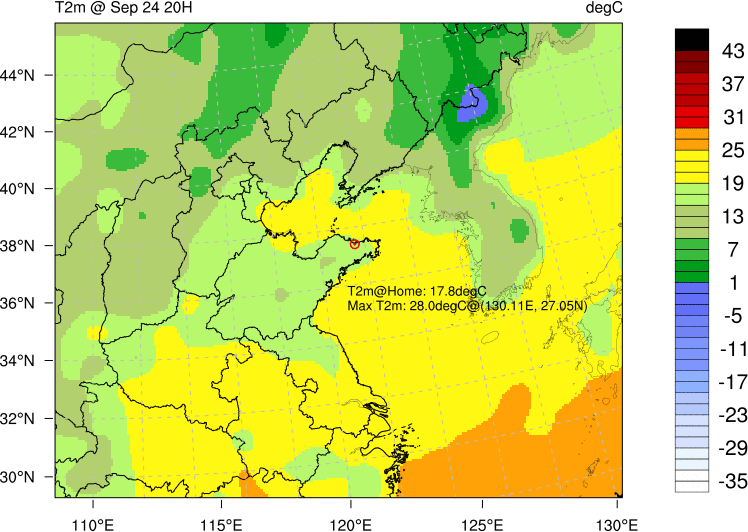 T2m @ Sep 24 20H
degC
44°N
42°N
40°N
38°N
36°N
34°N
32°N
30°N
110°E
115°E
120°E
125°E
130°E
T2m@Home: 17.8degC
Max T2m: 28.0degC@(130.11E, 27.05N)
43
37
31
25
19
13
7
1
-5
-11
-17
-23
-29
-35